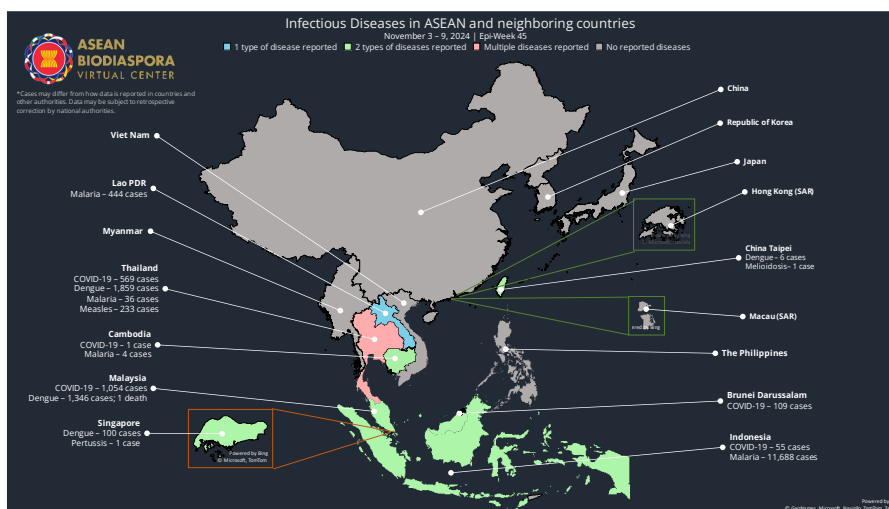 Infectious Diseases in ASEAN and neighboring countries
November 3 – 9, 2024 | Epi-Week 45
1 type of disease reported
2 types of diseases reported
Multiple diseases reported
No reported diseases
ASEAN
BIODIASPORA
VIRTUAL CENTER
*Cases may differ from how data is reported in countries and
other authorities. Data may be subject to retrospective
correction by national authorities.
Viet Nam
Lao PDR
Malaria – 444 cases
Myanmar
Thailand
COVID-19 – 569 cases
Dengue – 1,859 cases
Malaria – 36 cases
Measles – 233 cases
Cambodia
COVID-19 – 1 case
Malaria – 4 cases
Malaysia
COVID-19 – 1,054 cases
Dengue – 1,346 cases; 1 death
Singapore
Dengue – 100 cases
Pertussis – 1 case
Powered by Bing
© Microsoft, TomTom
China
Republic of Korea
Japan
Hong Kong (SAR)
China Taipei
Dengue – 6 cases
Melioidosis– 1 case
Macau (SAR)
ered by Bing
The Philippines
Brunei Darussalam
COVID-19 – 109 cases
Indonesia
COVID-19 – 55 cases
Malaria – 11,688 cases
Powered by
© GeoNames, Microsoft, Navinfo, TomTom